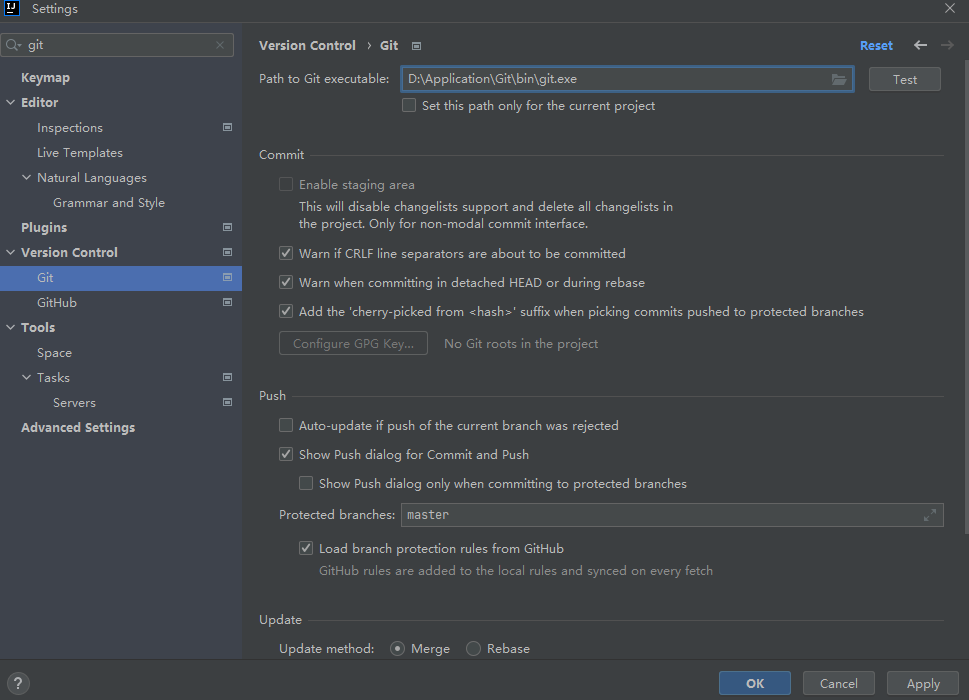 IJ Settings
git
Keymap
Editor
Inspections
Live Templates
Natural Languages
Grammar and Style
Plugins
Version Control
Git
GitHub
Tools
Space
Tasks
Servers
Advanced Settings
Version Control › Git
Reset
Path to Git executable: D:\Application\Git\bin\git.exe Test
Set this path only for the current project
Commit
Enable staging area
This will disable changelists support and delete all changelists in
the project. Only for non-modal commit interface.
Warn if CRLF line separators are about to be committed
Warn when committing in detached HEAD or during rebase
Add the 'cherry-picked from <hash>' suffix when picking commits pushed to protected branches
Configure GPG Key... No Git roots in the project
Push
Auto-update if push of the current branch was rejected
Show Push dialog for Commit and Push
Show Push dialog only when committing to protected branches
Protected branches: master
Load branch protection rules from GitHub
GitHub rules are added to the local rules and synced on every fetch
Update
Update method: Merge Rebase
? OK Cancel Apply